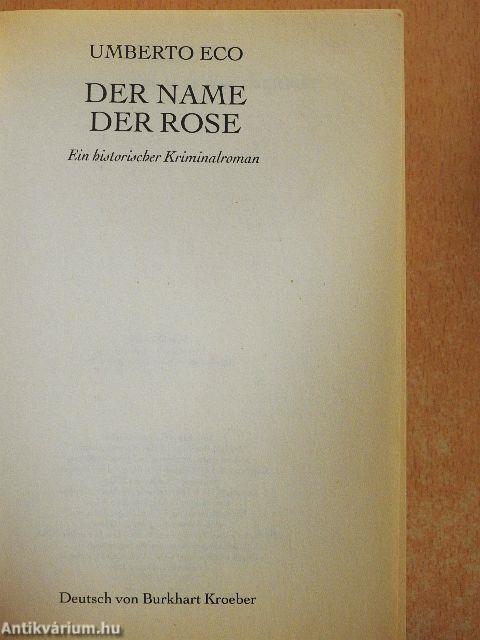 UMBERTO ECO
DER NAME
DER ROSE
Ein historischer Kriminalroman
Deutsch von Burkhart Kroeber
Antikvárium.hu